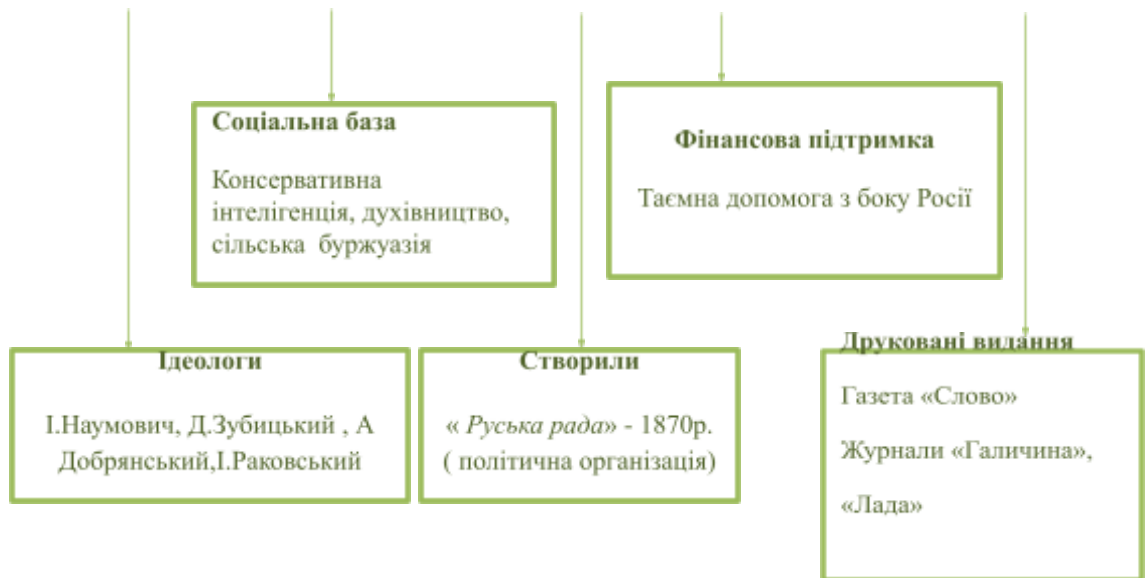 Соціальна база
Консервативна
інтелігенція, духівництво,
сільська буржуазія
Фінансова підтримка
Таємна допомога з боку Росії
Ідеологи
І.Наумович, Д.Зубицький , А
Добрянський,І.Раковський
Створили
« Руська рада» - 1870р.
( політична організація)
Друковані видання
Газета «Слово»
Журнали «Галичина»,
«Лада»